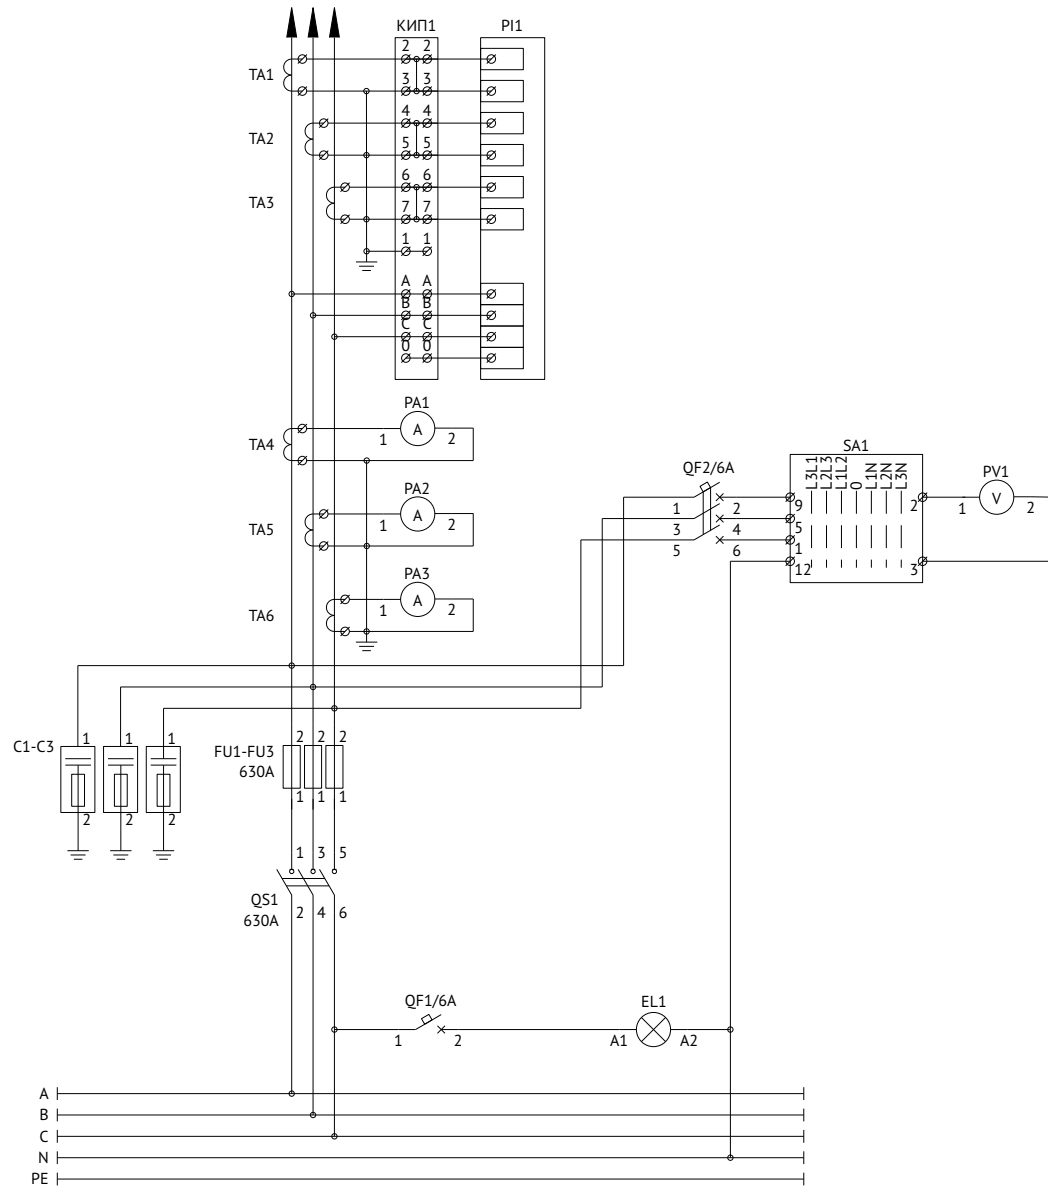 КИП1 PI1
2 2
TA1
3 3
4 4
TA2
5 5
6 6
TA3
7 7
1 1
A A
B B
C C
0 0
PA1
A
1 2
TA4
PA2
A
1 2
TA5
PA3
A
1 2
TA6
QF2/6A
1 2
3 4
5 6
SA1
L3L1
L2L3
L1L2
0
L1N
L2N
L3N
9 2
5
1
12 3
PV1
V
1 2
C1-C3
1 1 1
2 2 2
FU1-FU3
630A
2 2 2
1 1 1
1 3 5
QS1
630A
2 4 6
QF1/6A
1 2
EL1
A1 A2
A
B
C
N
PE